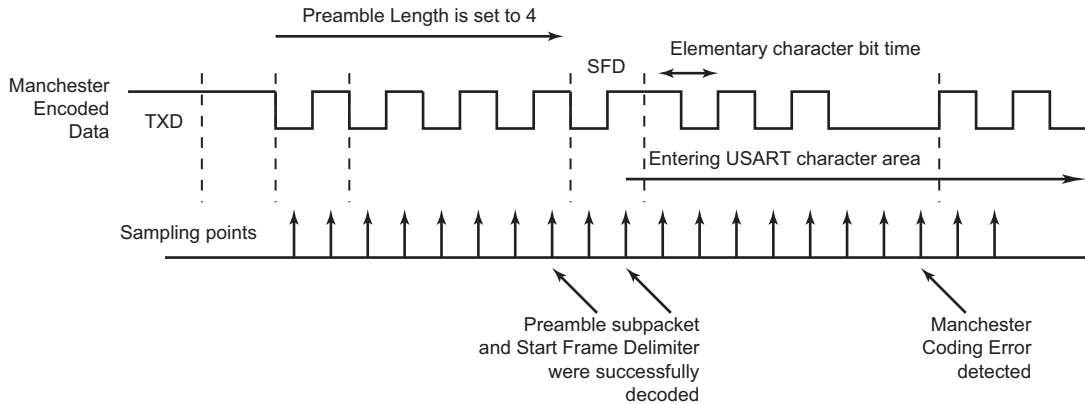 Preamble Length is set to 4
Elementary character bit time
SFD
Manchester
Encoded
Data
TXD
Entering USART character area
Sampling points
Preamble subpacket
and Start Frame Delimiter
were successfully
decoded
Manchester
Coding Error
detected